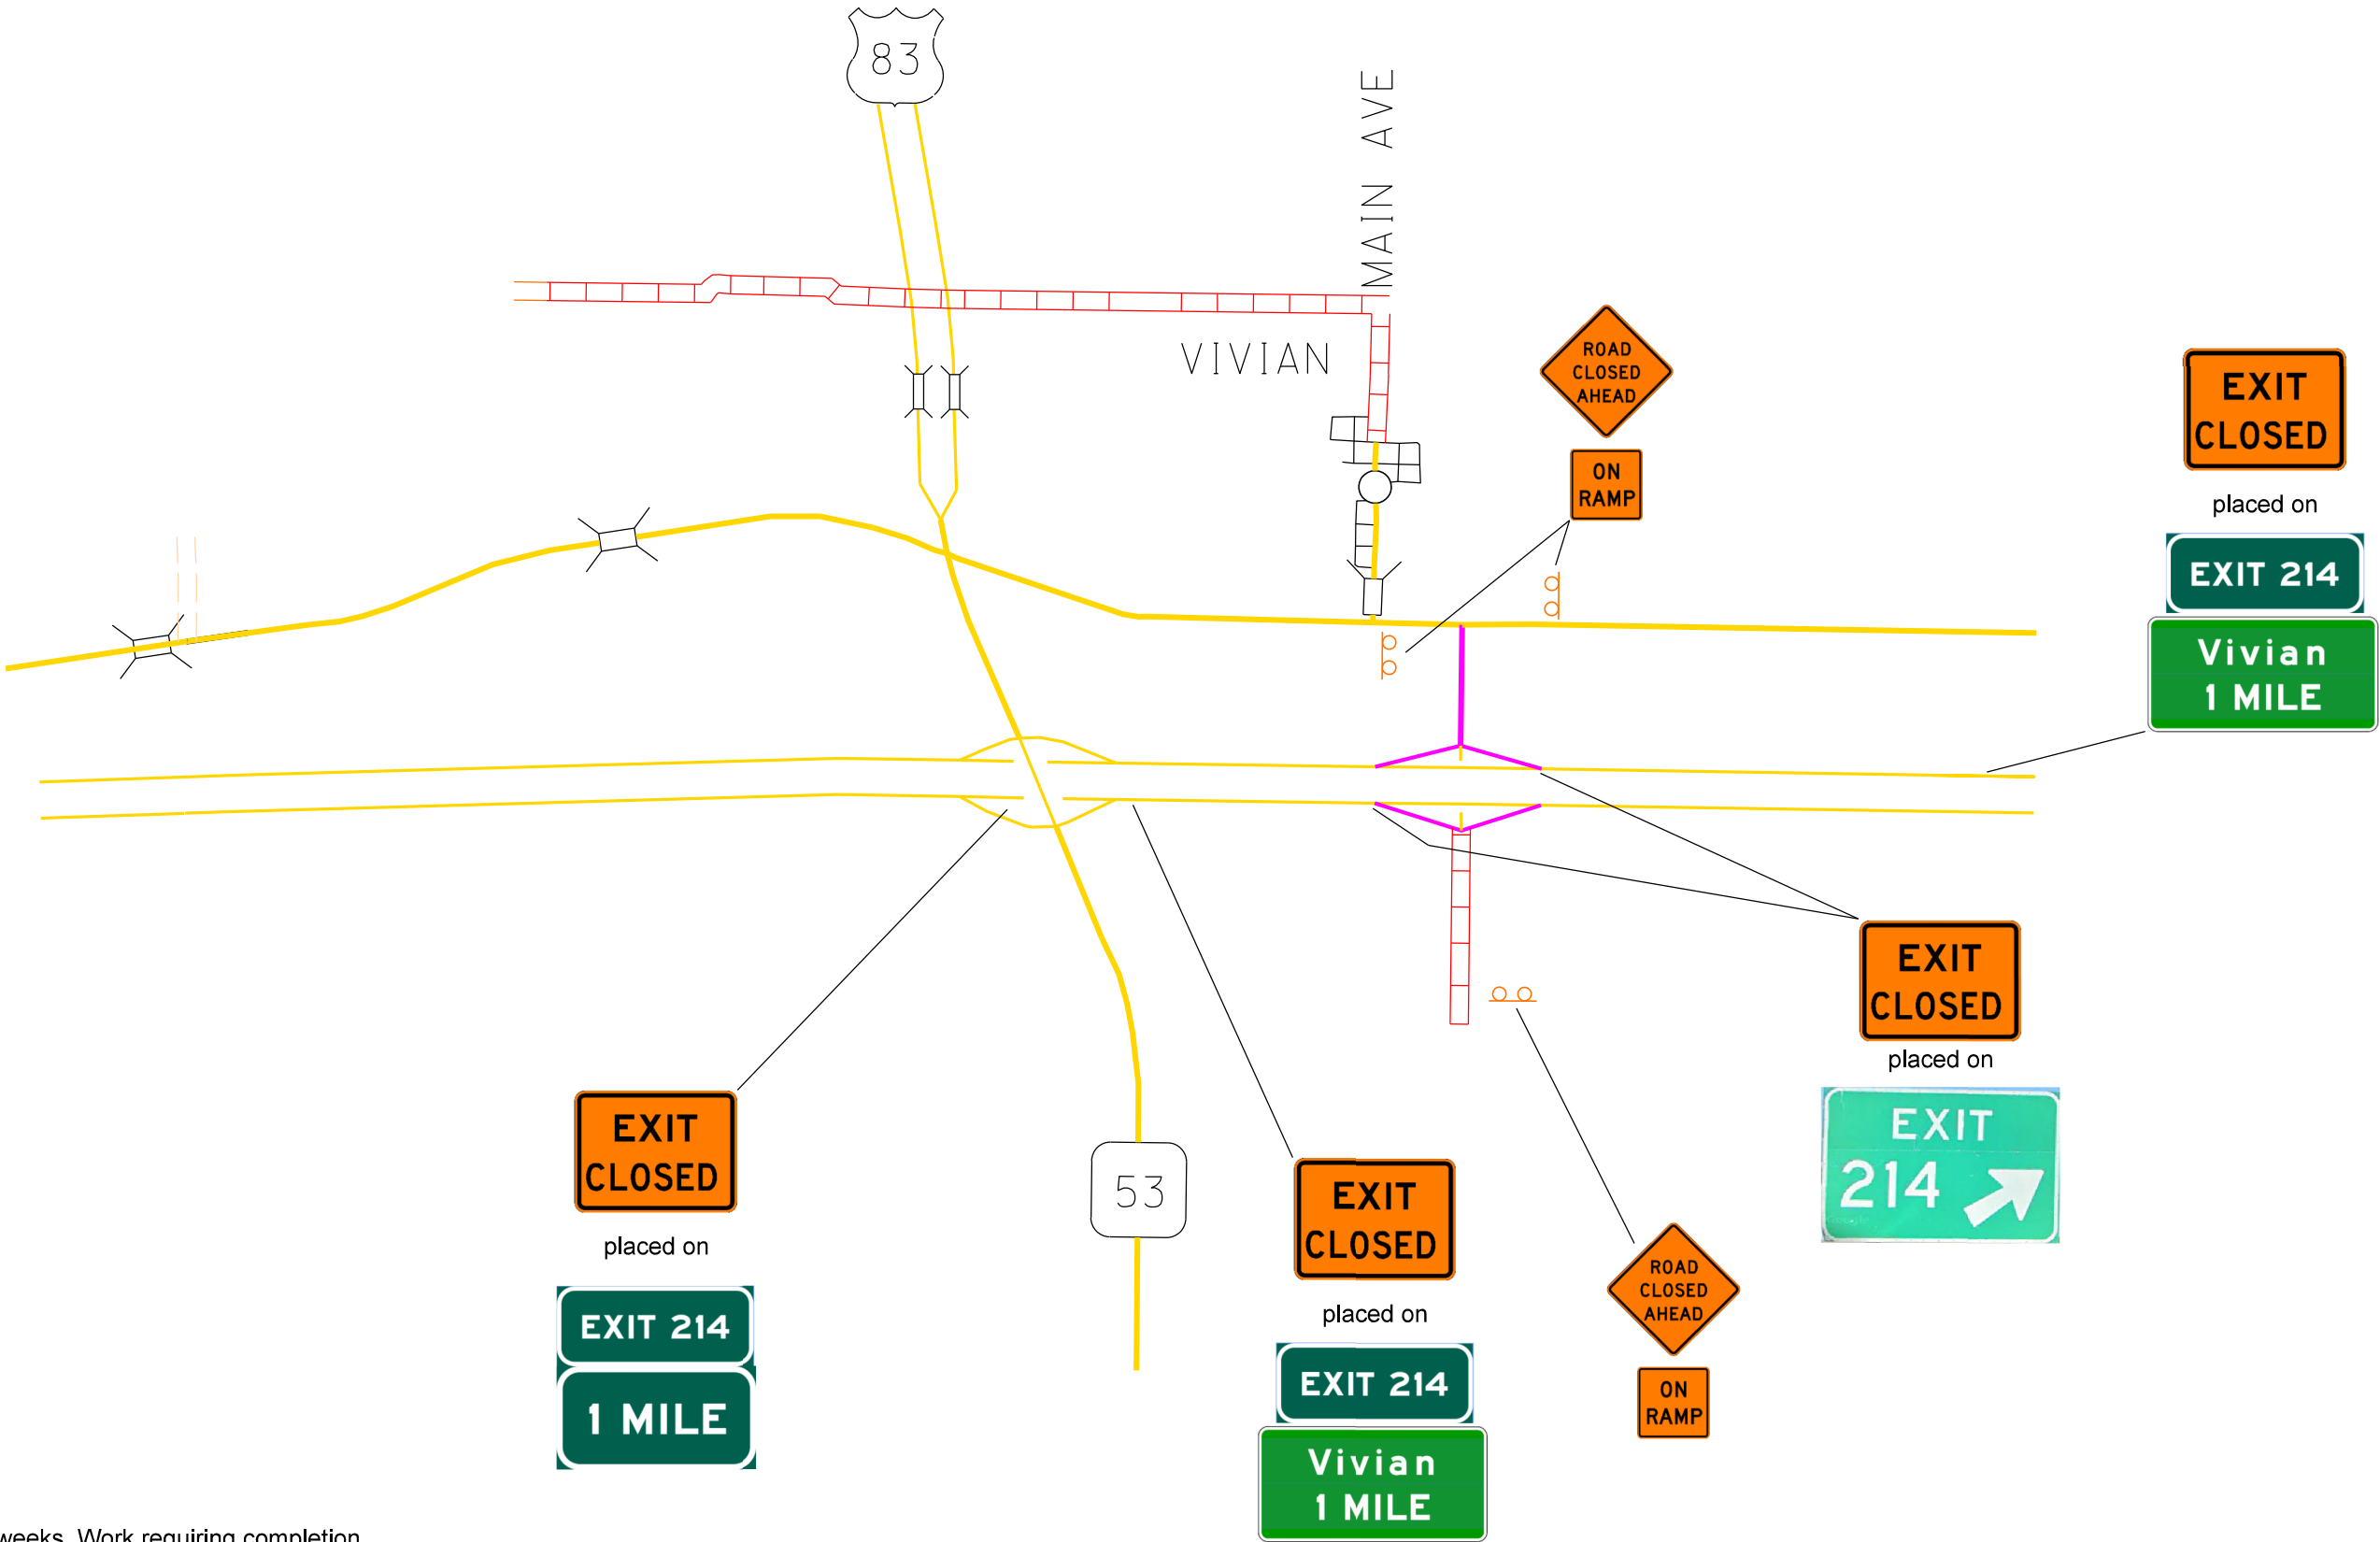 83
MAIN AVE
VIVIAN
ROAD
CLOSED
AHEAD
ON
RAMP
EXIT
CLOSED
placed on
EXIT 214
Vivian
1 MILE
EXIT
CLOSED
placed on
EXIT
214
EXIT
CLOSED
placed on
EXIT 214
1 MILE
53
EXIT
CLOSED
placed on
EXIT 214
Vivian
1 MILE
ROAD
CLOSED
AHEAD
ON
RAMP
weeks. Work requiring completion